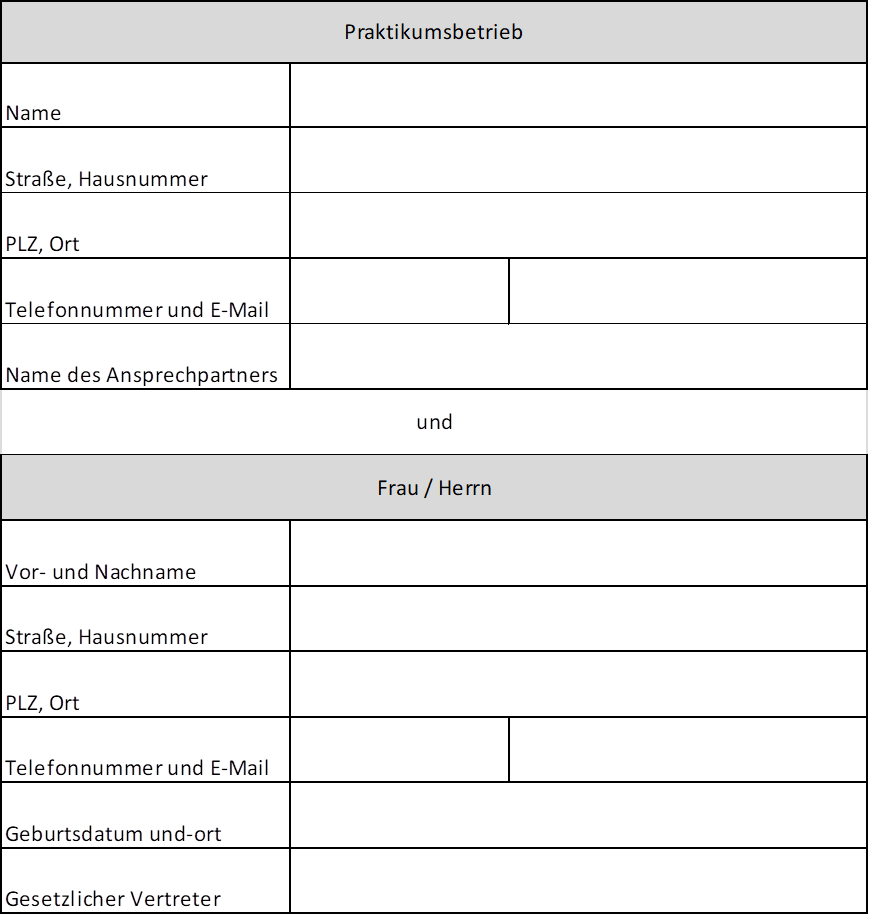 Praktikumsbetrieb
Name
Straße, Hausnummer
PLZ, Ort
Telefonnummer und E-Mail
Name des Ansprechpartners
und
Frau / Herrn
Vor- und Nachname
Straße, Hausnummer
PLZ, Ort
Telefonnummer und E-Mail
Geburtsdatum und-ort
Gesetzlicher Vertreter